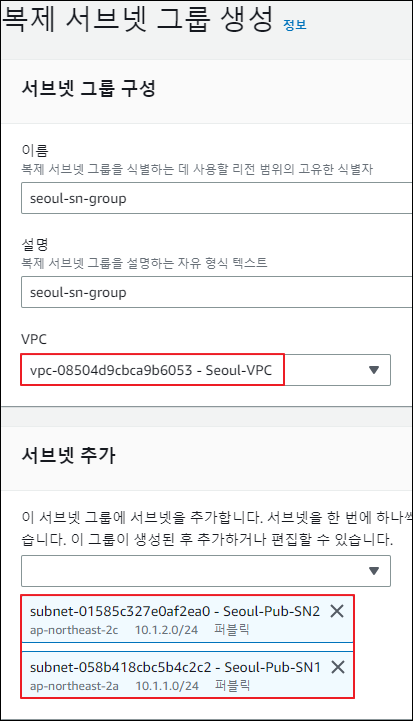 복제 서브넷 그룹 생성 정보
서브넷 그룹 구성
이름
복제 서브넷 그룹을 식별하는 데 사용할 리전 범위의 고유한 식별자
seoul-sn-group
설명
복제 서브넷 그룹을 설명하는 자유 형식 텍스트
seoul-sn-group
VPC
vpc-08504d9cbca9b6053 - Seoul-VPC
서브넷 추가
이 서브넷 그룹에 서브넷을 추가합니다. 서브넷을 한 번에 하나씩
습니다. 이 그룹이 생성된 후 추가하거나 편집할 수 있습니다.
subnet-01585c327e0af2ea0 - Seoul-Pub-SN2
ap-northeast-2c 10.1.2.0/24 퍼블릭
subnet-058b418cbc5b4c2c2 - Seoul-Pub-SN1
ap-northeast-2a 10.1.1.0/24 퍼블릭